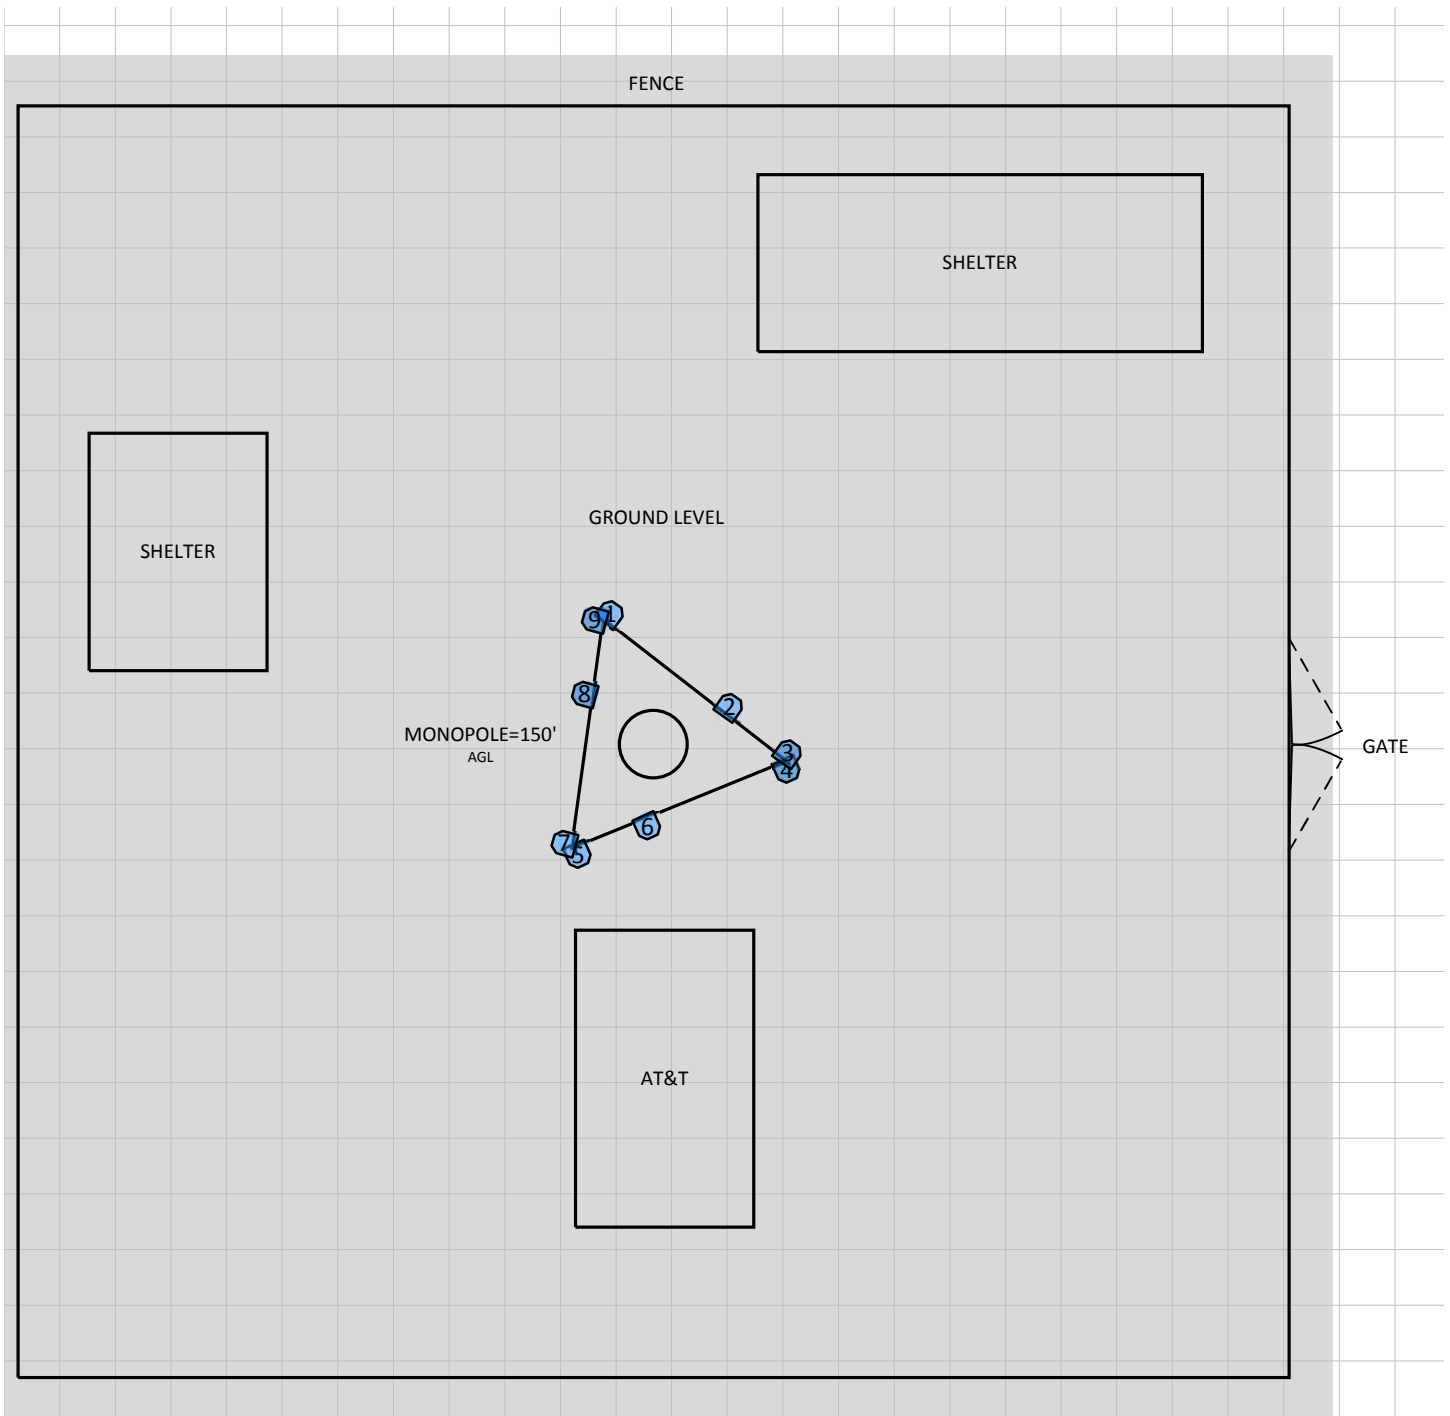 FENCE
SHELTER
GROUND LEVEL
SHELTER
9 1
8
2
MONOPOLE=150'
AGL
3
4
GATE
6
7
5
AT&T